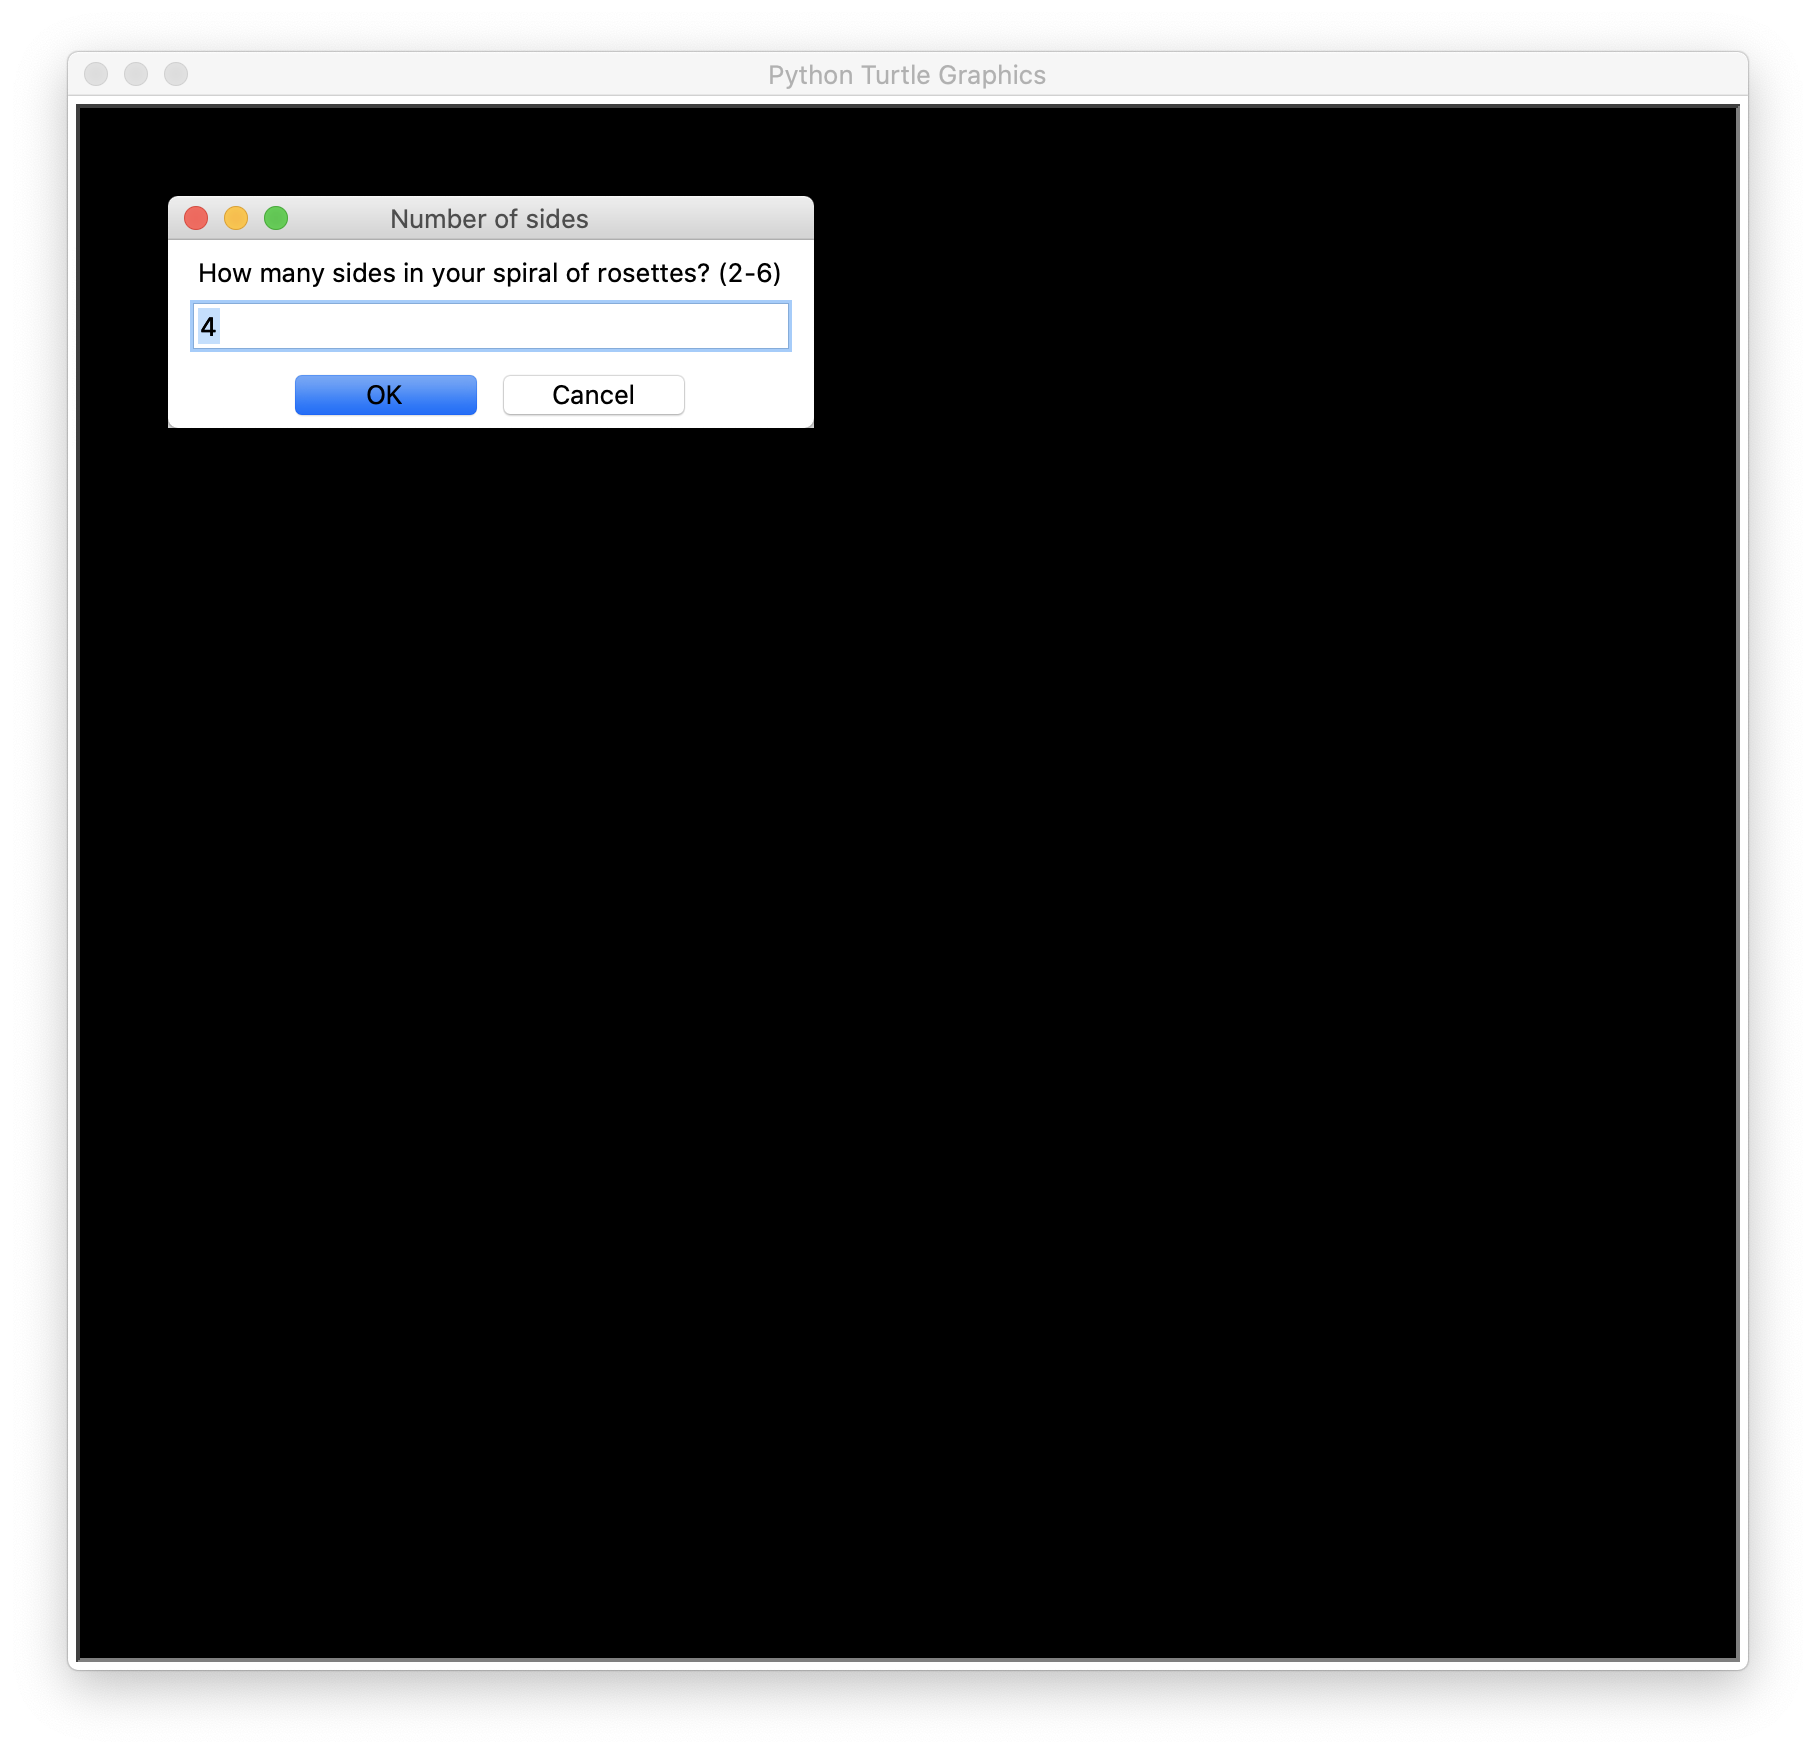 Python Turtle Graphics
Number of sides
How many sides in your spiral of rosettes? (2-6)
4
OK Cancel